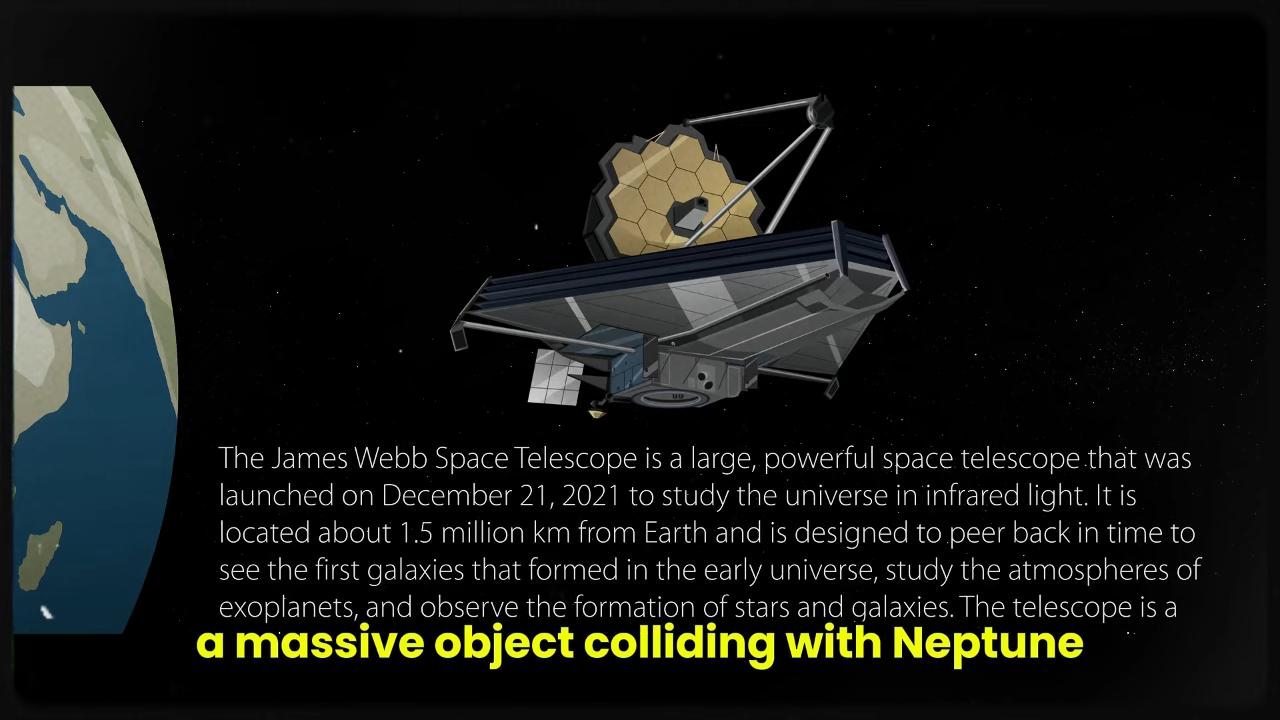 The James Webb Space Telescope is a large, powerful space telescope that was
launched on December 21, 2021 to study the universe in infrared light. It is
located about 1.5 million km from Earth and is designed to peer back in time to
see the first galaxies that formed in the early universe, study the atmospheres of
exoplanets, and observe the formation of stars and galaxies. The telescope is a
a massive object colliding with Neptune